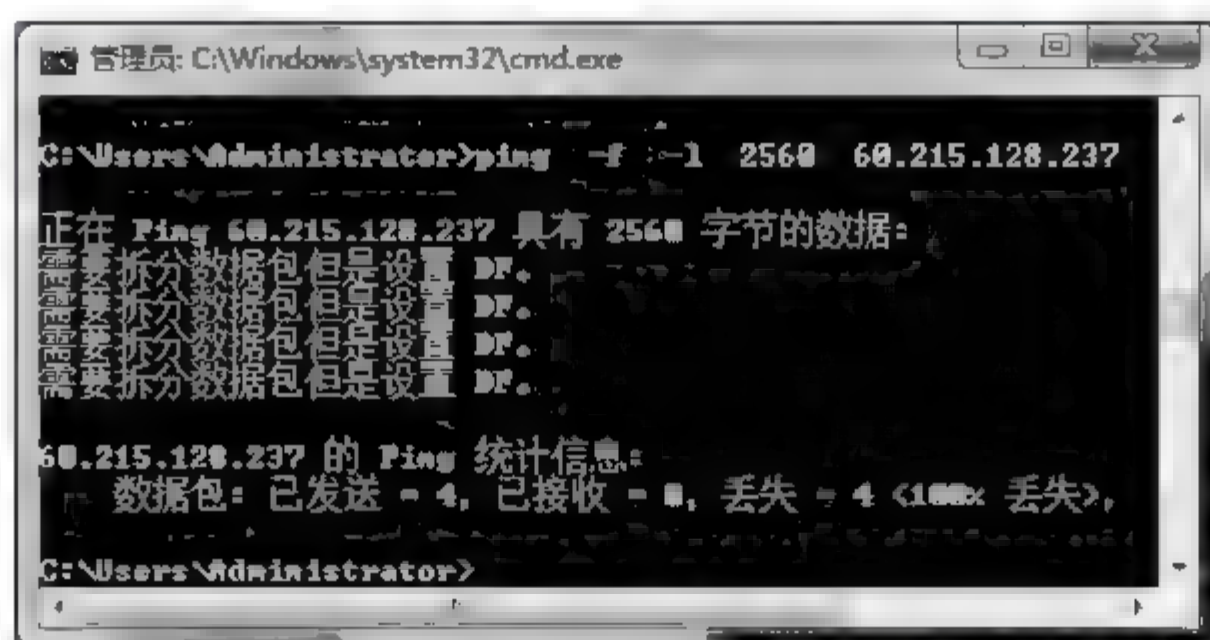 管理员: C:\Windows\system32\cmd.exe
C:\Users\Administrator>ping -f -l 2560 60.215.128.237
正在 Ping 60.215.128.237 具有 2560 字节的数据:
需要拆分数据包但是设置 DF。
需要拆分数据包但是设置 DF。
需要拆分数据包但是设置 DF。
需要拆分数据包但是设置 DF。
60.215.128.237 的 Ping 统计信息:
数据包: 已发送 = 4, 已接收 = 0, 丢失 = 4 (100% 丢失),
C:\Users\Administrator>